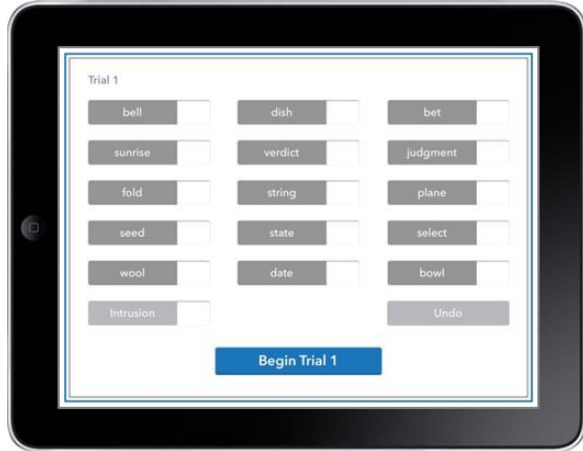 Trial 1
bell dish bet
sunrise verdict judgment
fold string plane
seed state select
wool date bowl
Intrusion Undo
Begin Trial 1